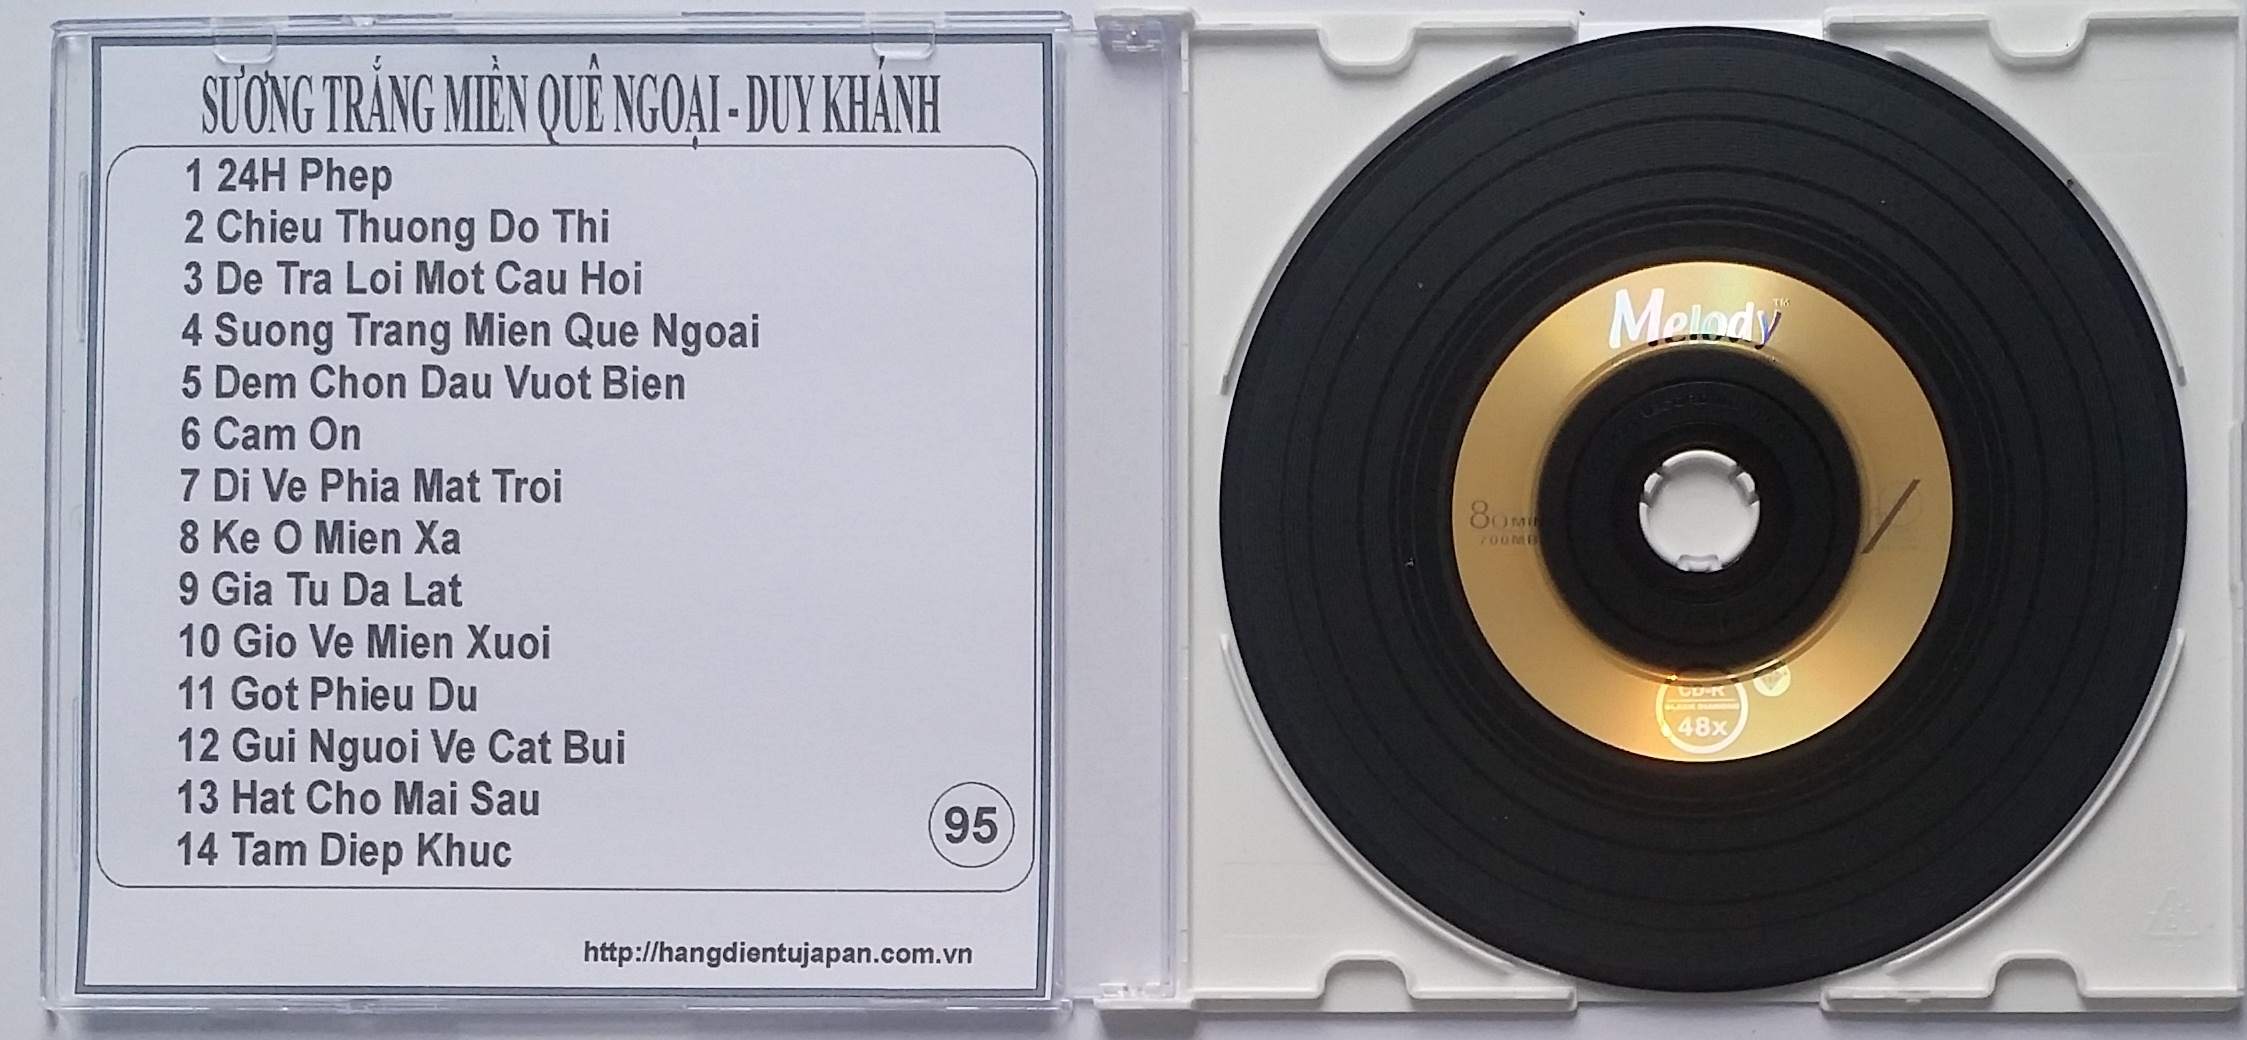 SƯƠNG TRẮNG MIỀN QUÊ NGOẠI - DUY KHÁNH
1 24H Phep
2 Chieu Thuong Do Thi
3 De Tra Loi Mot Cau Hoi
4 Suong Trang Mien Que Ngoai
5 Dem Chon Dau Vuot Bien
6 Cam On
7 Di Ve Phia Mat Troi
8 Ke O Mien Xa
9 Gia Tu Da Lat
10 Gio Ve Mien Xuoi
11 Got Phieu Du
12 Gui Nguoi Ve Cat Bui
13 Hat Cho Mai Sau
14 Tam Diep Khuc
95
http://hangdientujapan.com.vn
Melody™
80 MIN
700MB
CD-R
48x